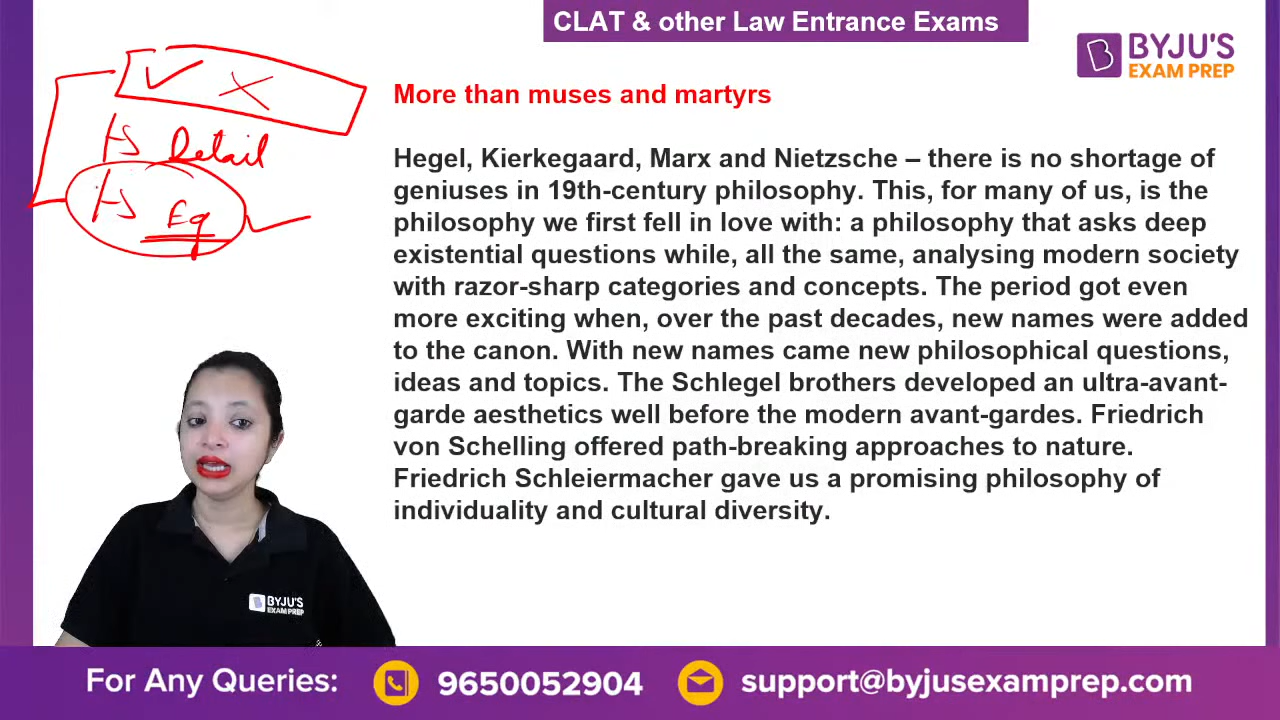 CLAT & other Law Entrance Exams
BYJU'S
EXAM PREP
More than muses and martyrs
Detail
Eg
Hegel, Kierkegaard, Marx and Nietzsche – there is no shortage of
geniuses in 19th-century philosophy. This, for many of us, is the
philosophy we first fell in love with: a philosophy that asks deep
existential questions while, all the same, analysing modern society
with razor-sharp categories and concepts. The period got even
more exciting when, over the past decades, new names were added
to the canon. With new names came new philosophical questions,
ideas and topics. The Schlegel brothers developed an ultra-avant-
garde aesthetics well before the modern avant-gardes. Friedrich
von Schelling offered path-breaking approaches to nature.
Friedrich Schleiermacher gave us a promising philosophy of
individuality and cultural diversity.
BYJU'S
EXAM PREP
For Any Queries: 9650052904 support@byjusexamprep.com